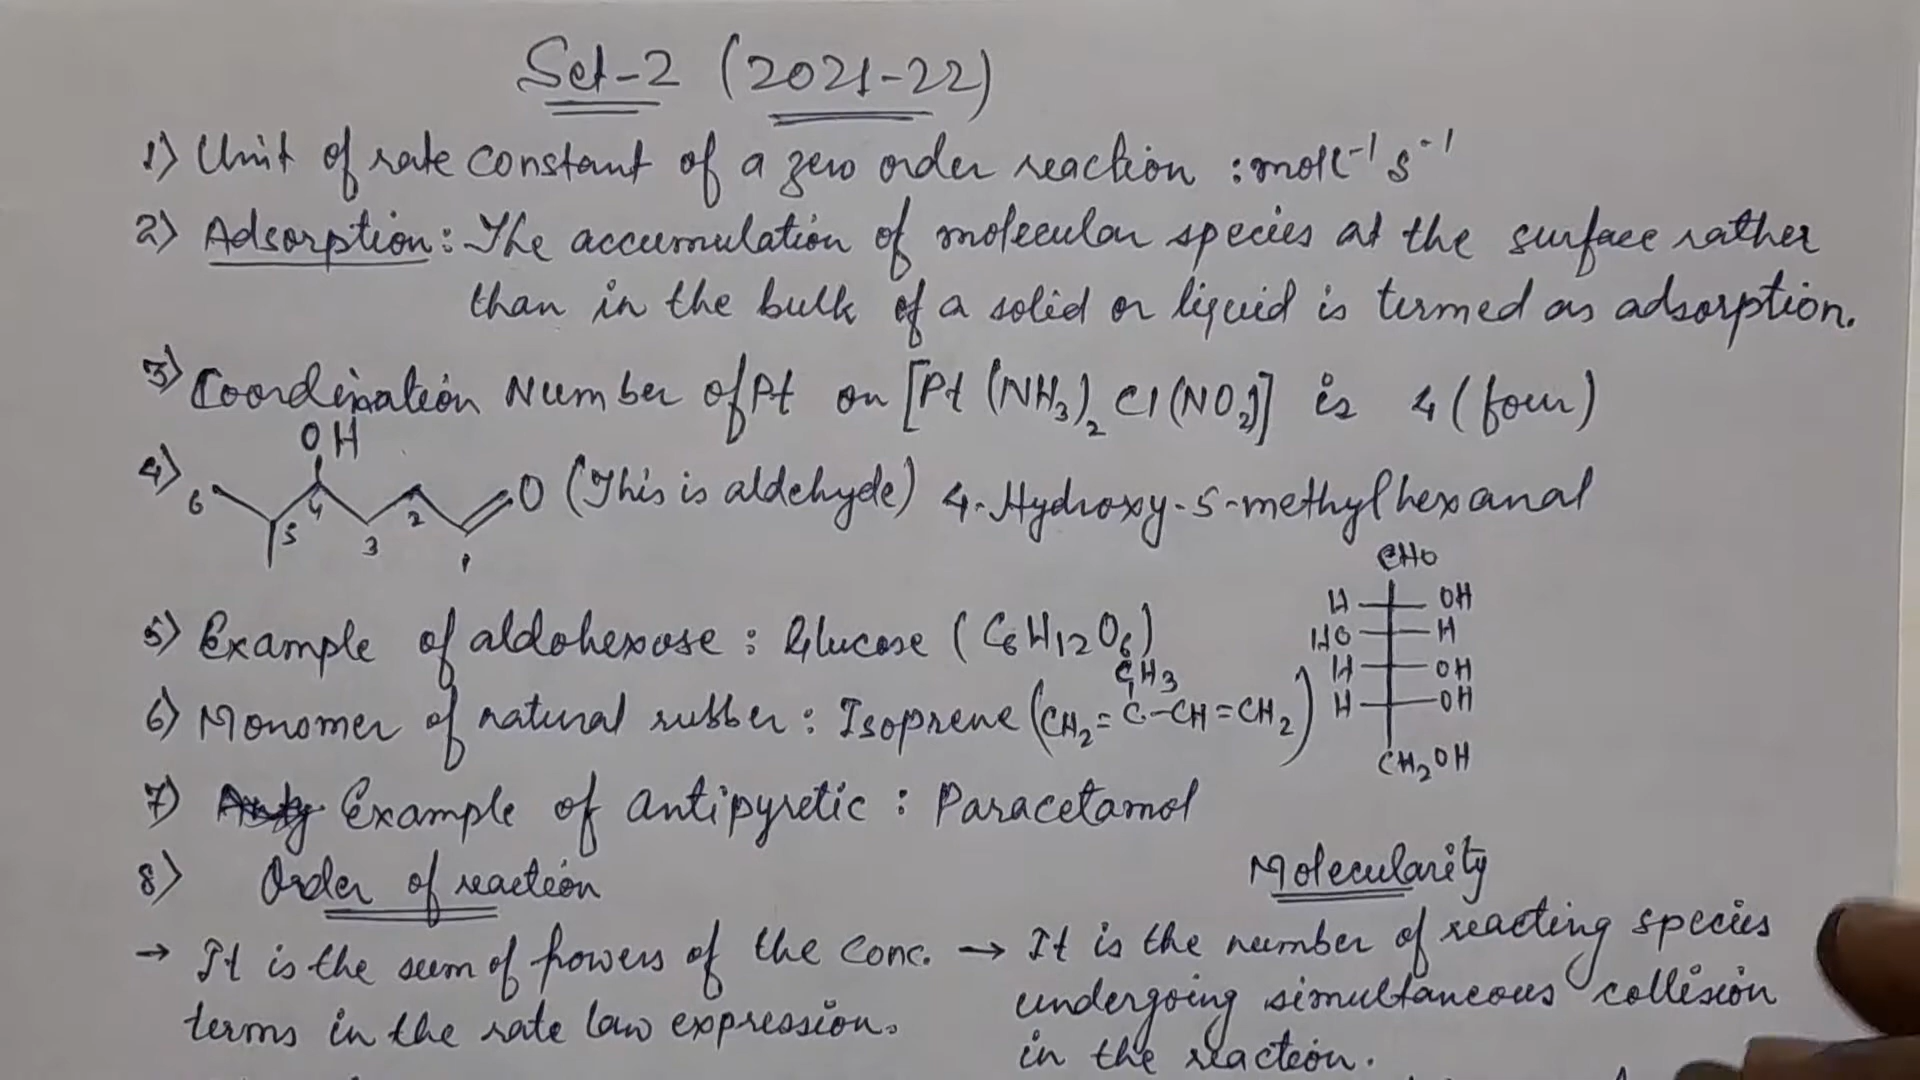 Set-2 (2021-22)
1) Unit of rate constant of a zero order reaction : molL⁻¹ s⁻¹
2) Adsorption: The accumulation of molecular species at the surface rather
than in the bulk of a solid or liquid is termed as adsorption.
3) Coordination Number of Pt on [Pt (NH₃)₂ Cl(NO₂)] is 4 (four)
OH
4) 6 5 4 3 2 1 O (This is aldehyde) 4-Hydroxy-5-methylhexanal
CHO
H OH
5) Example of aldohexose : Glucose (C₆H₁₂O₆) HO H
CH₃ H OH
6) Monomer of natural rubber : Isoprene (CH₂=C-CH=CH₂) H OH
CH₂OH
7) Example of antipyretic : Paracetamol
8) Order of reaction Molecularity
→ It is the sum of powers of the conc. → It is the number of reacting species
terms in the rate law expression. undergoing simultaneous collision
in the reaction.